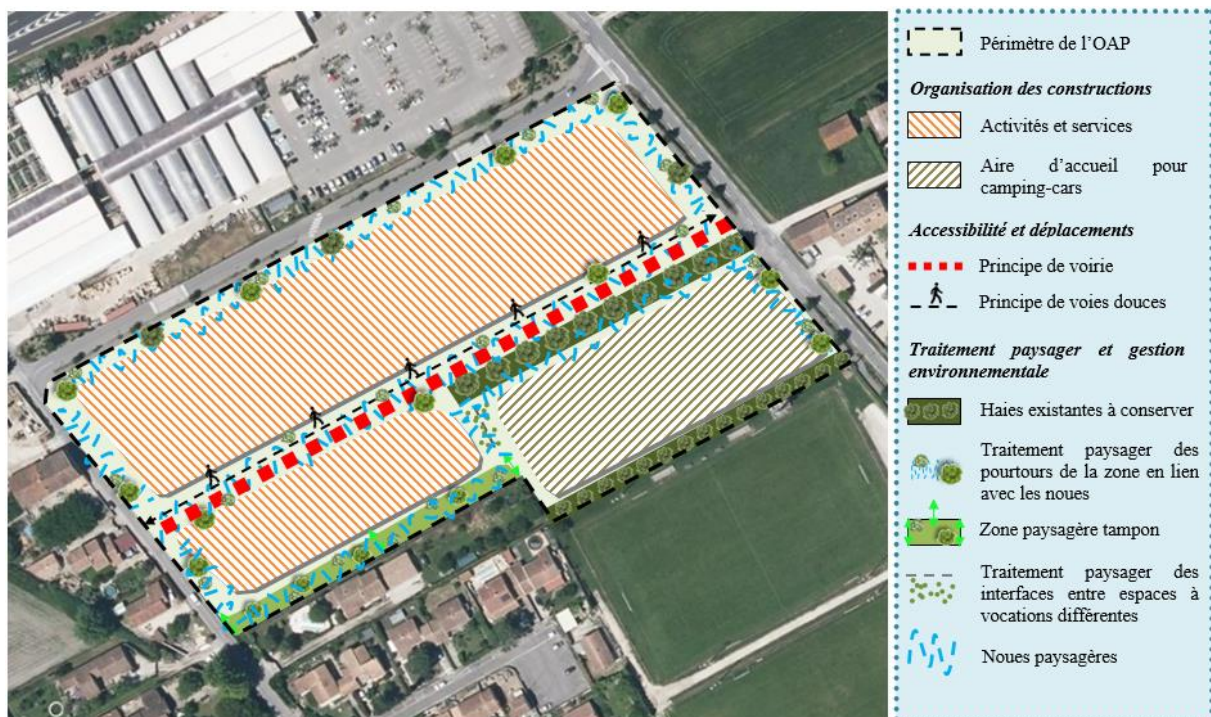 Périmètre de l’OAP
Organisation des constructions
Activités et services
Aire d’accueil pour
camping-cars
Accessibilité et déplacements
Principe de voirie
Principe de voies douces
Traitement paysager et gestion
environnementale
Haies existantes à conserver
Traitement paysager des
pourtours de la zone en lien
avec les noues
Zone paysagère tampon
Traitement paysager des
interfaces entre espaces à
vocations différentes
Noues paysagères